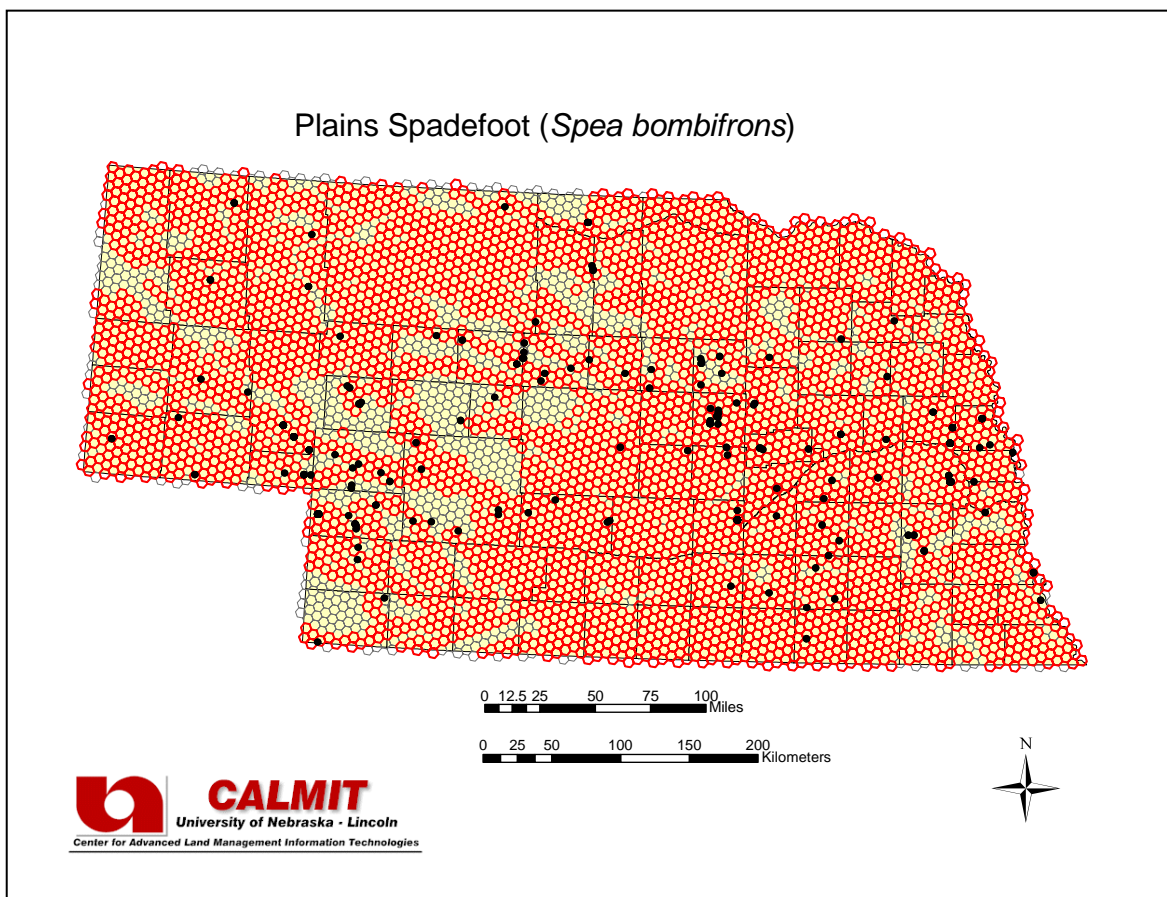 Plains Spadefoot (Spea bombifrons)
0 12.5 25 50 75 100
Miles
0 25 50 100 150 200
Kilometers
N
CALMIT
University of Nebraska - Lincoln
Center for Advanced Land Management Information Technologies